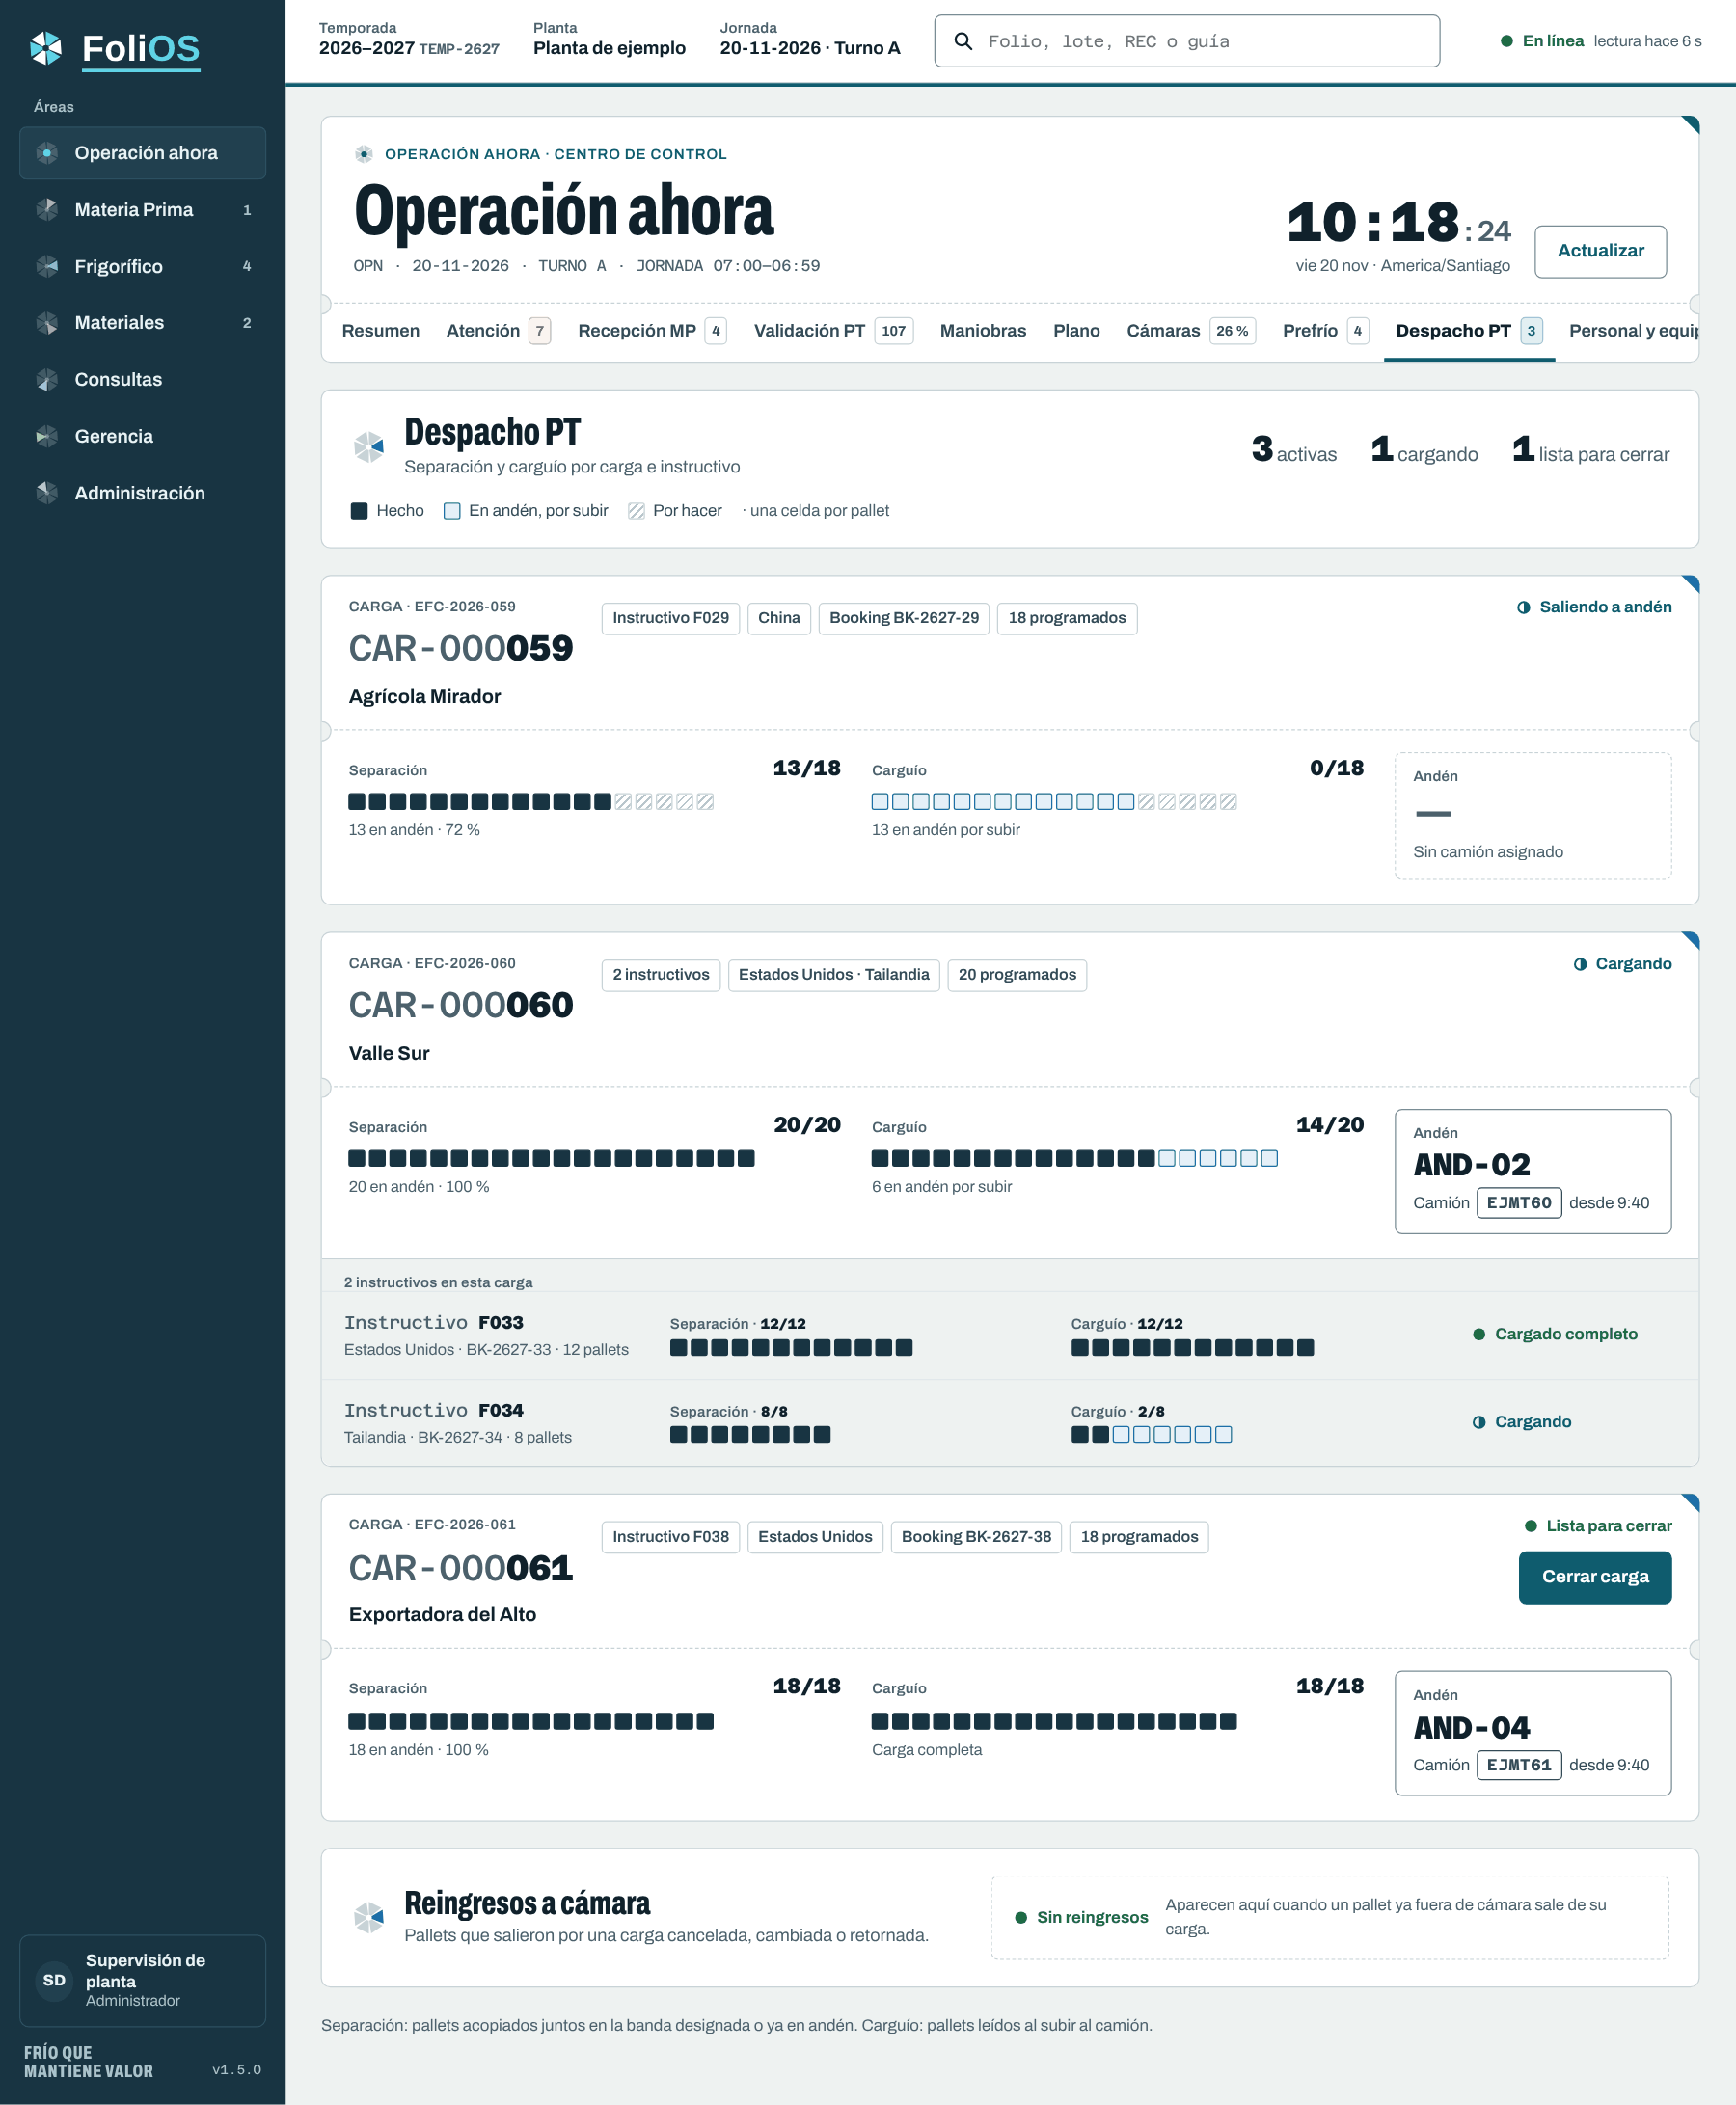 FoliOS
Áreas
Operación ahora
Materia Prima 1
Frigorífico 4
Materiales 2
Consultas
Gerencia
Administración
SD
Supervisión de
planta
Administrador
FRÍO QUE
MANTIENE VALOR
v1.5.0
Temporada
2026–2027 TEMP-2627
Planta
Planta de ejemplo
Jornada
20-11-2026 · Turno A
Folio, lote, REC o guía
En línea lectura hace 6 s
OPERACIÓN AHORA · CENTRO DE CONTROL
Operación ahora
OPN · 20-11-2026 · TURNO A · JORNADA 07:00–06:59
10:18:24
vie 20 nov · America/Santiago
Actualizar
Resumen Atención 7 Recepción MP 4 Validación PT 107 Maniobras Plano Cámaras 26 % Prefrío 4 Despacho PT 3 Personal y equip
Despacho PT
Separación y carguío por carga e instructivo
3 activas 1 cargando 1 lista para cerrar
Hecho En andén, por subir Por hacer · una celda por pallet
CARGA · EFC-2026-059
CAR-000059
Agrícola Mirador
Instructivo F029 China Booking BK-2627-29 18 programados
Saliendo a andén
Separación 13/18
13 en andén · 72 %
Carguío 0/18
13 en andén por subir
Andén
—
Sin camión asignado
CARGA · EFC-2026-060
CAR-000060
Valle Sur
2 instructivos Estados Unidos · Tailandia 20 programados
Cargando
Separación 20/20
20 en andén · 100 %
Carguío 14/20
6 en andén por subir
Andén
AND-02
Camión EJMT60 desde 9:40
2 instructivos en esta carga
Instructivo F033
Estados Unidos · BK-2627-33 · 12 pallets
Separación · 12/12
Carguío · 12/12
Cargado completo
Instructivo F034
Tailandia · BK-2627-34 · 8 pallets
Separación · 8/8
Carguío · 2/8
Cargando
CARGA · EFC-2026-061
CAR-000061
Exportadora del Alto
Instructivo F038 Estados Unidos Booking BK-2627-38 18 programados
Lista para cerrar
Cerrar carga
Separación 18/18
18 en andén · 100 %
Carguío 18/18
Carga completa
Andén
AND-04
Camión EJMT61 desde 9:40
Reingresos a cámara
Pallets que salieron por una carga cancelada, cambiada o retornada.
Sin reingresos
Aparecen aquí cuando un pallet ya fuera de cámara sale de su
carga.
Separación: pallets acopiados juntos en la banda designada o ya en andén. Carguío: pallets leídos al subir al camión.